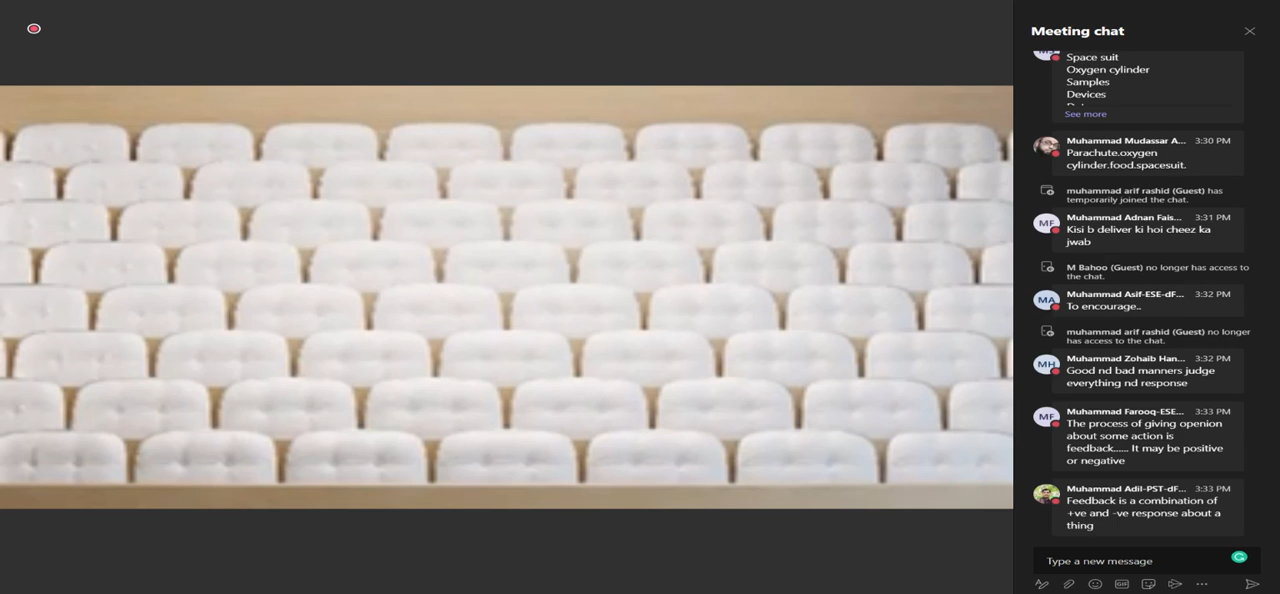 Meeting chat
Space suit
Oxygen cylinder
Samples
Devices
See more
Muhammad Mudassar A... 3:30 PM
Parachute.oxygen
cylinder.food.spacesuit.
muhammad arif rashid (Guest) has
temporarily joined the chat.
MF
Muhammad Adnan Fais... 3:31 PM
Kisi b deliver ki hoi cheez ka
jwab
M Bahoo (Guest) no longer has access to
the chat.
MA
Muhammad Asif-ESE-dF... 3:32 PM
To encourage..
muhammad arif rashid (Guest) no longer
has access to the chat.
MH
Muhammad Zohaib Han... 3:32 PM
Good nd bad manners judge
everything nd response
MF
Muhammad Farooq-ESE... 3:33 PM
The process of giving openion
about some action is
feedback...... It may be positive
or negative
Muhammad Adil-PST-dF... 3:33 PM
Feedback is a combination of
+ve and -ve response about a
thing
Type a new message
GIF